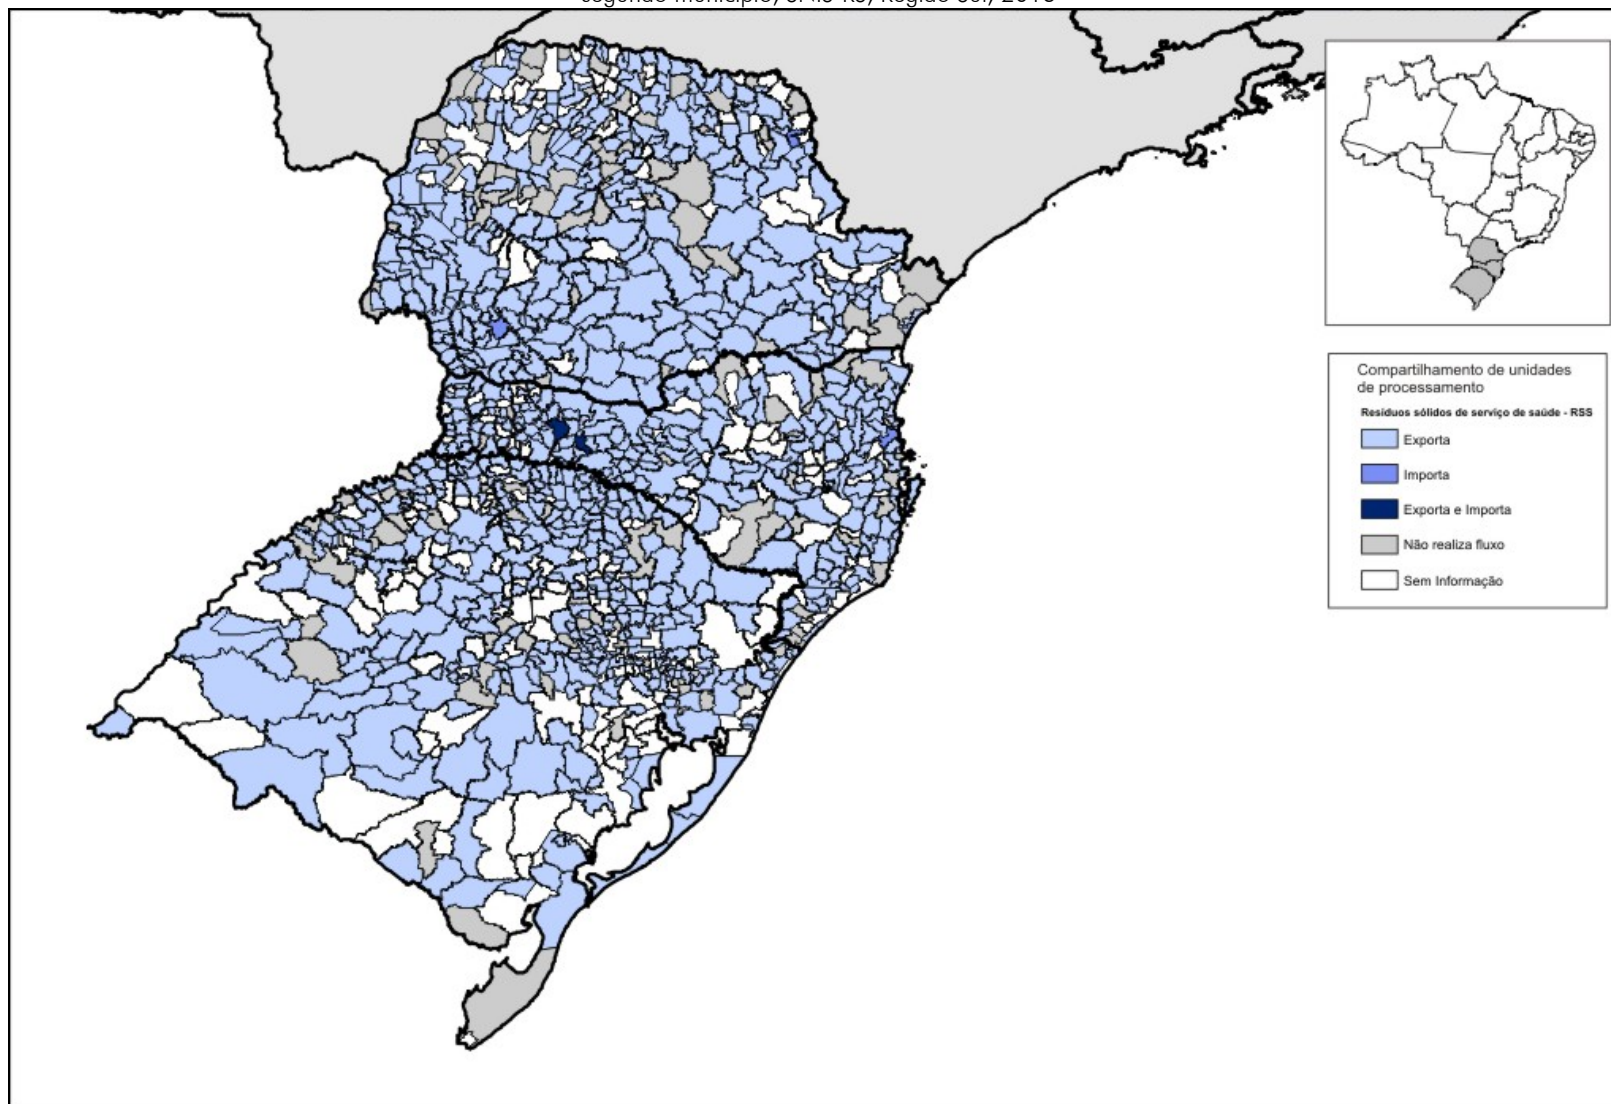 Compartilhamento de unidades
de processamento
Resíduos sólidos de serviço de saúde - RSS
Exporta
Importa
Exporta e Importa
Não realiza fluxo
Sem Informação